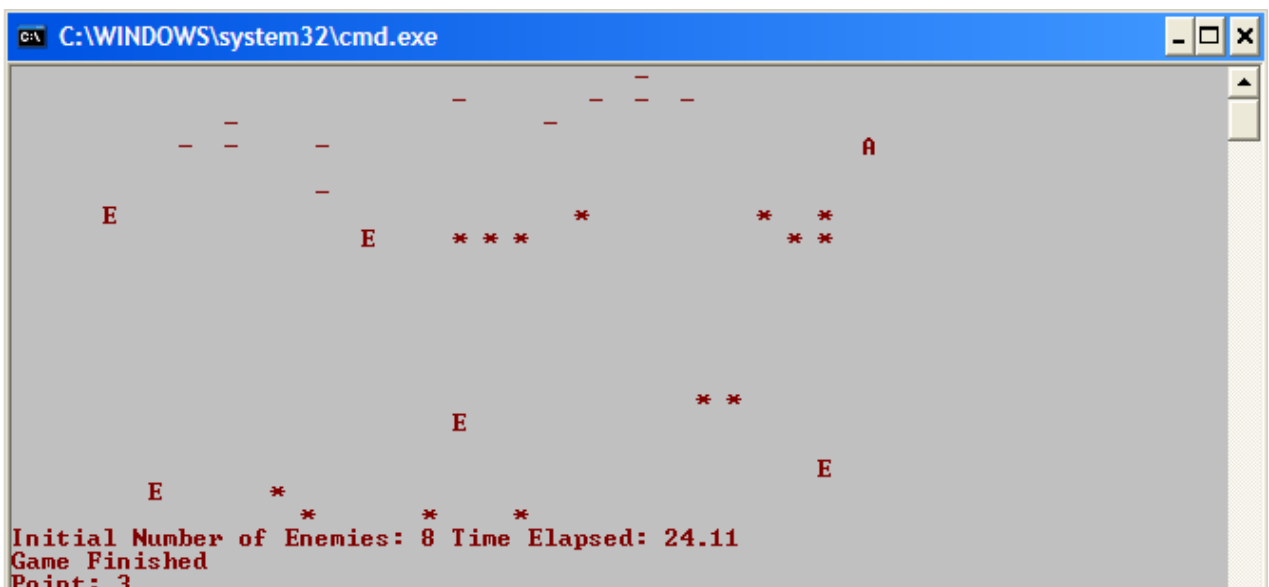 C:\WINDOWS\system32\cmd.exe
-
- - - -
- -
- - - A
-
E * * *
E * * * * *
* *
E
E
E *
* * *
Initial Number of Enemies: 8 Time Elapsed: 24.11
Game Finished
Point: 3